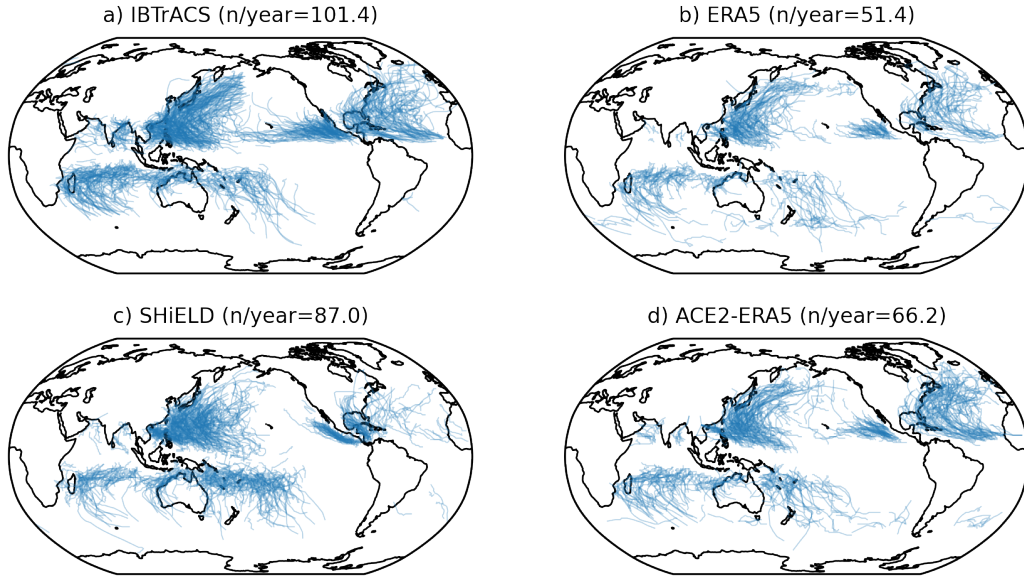 a) IBTrACS (n/year=101.4)
b) ERA5 (n/year=51.4)
c) SHiELD (n/year=87.0)
d) ACE2-ERA5 (n/year=66.2)